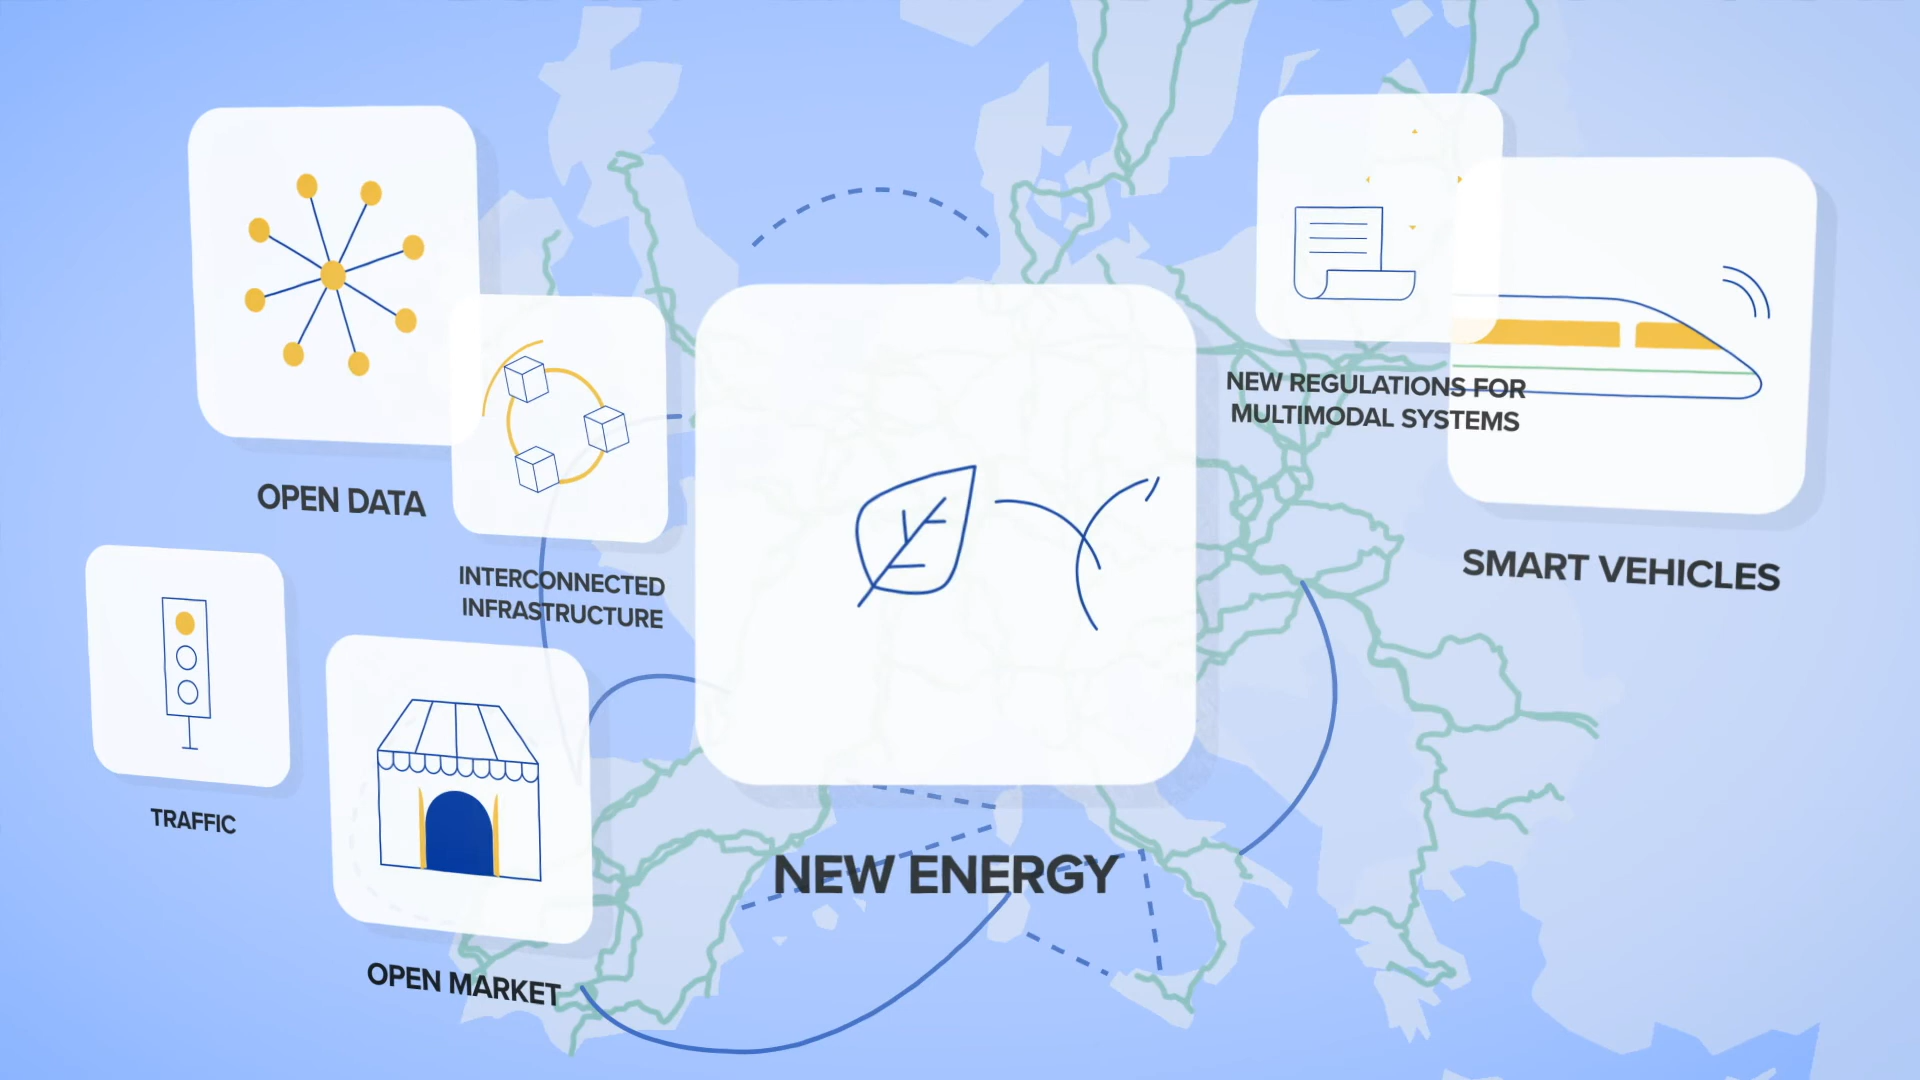 OPEN DATA
INTERCONNECTED
INFRASTRUCTURE
TRAFFIC
OPEN MARKET
NEW ENERGY
NEW REGULATIONS FOR
MULTIMODAL SYSTEMS
SMART VEHICLES